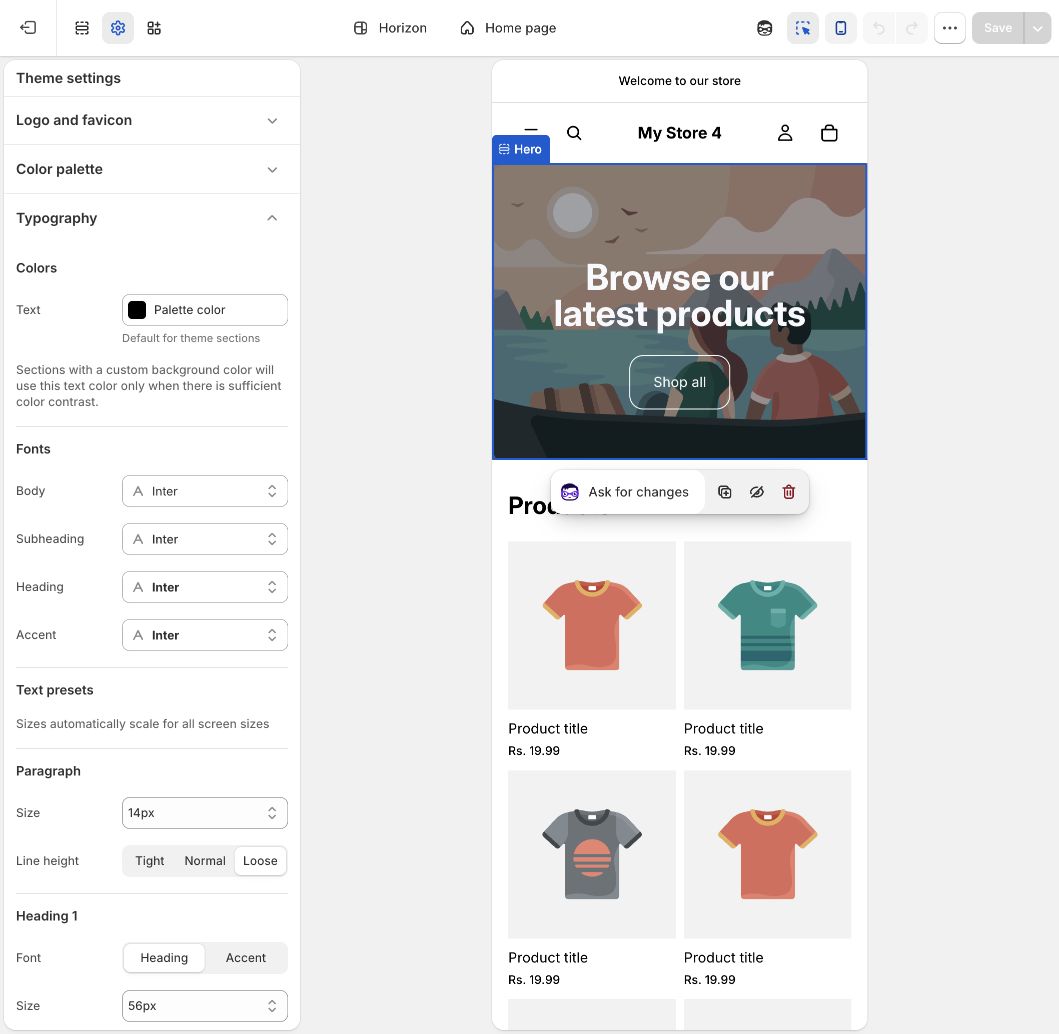 Horizon
Home page
Save
Theme settings
Logo and favicon
Color palette
Typography
Colors
Text
Palette color
Default for theme sections
Sections with a custom background color will
use this text color only when there is sufficient
color contrast.
Fonts
Body
Inter
Subheading
Inter
Heading
Inter
Accent
Inter
Text presets
Sizes automatically scale for all screen sizes
Paragraph
Size
14px
Line height
Tight Normal Loose
Heading 1
Font
Heading Accent
Size
56px
Welcome to our store
My Store 4
Hero
Browse our
latest products
Shop all
Ask for changes
Product title
Rs. 19.99
Product title
Rs. 19.99
Product title
Rs. 19.99
Product title
Rs. 19.99